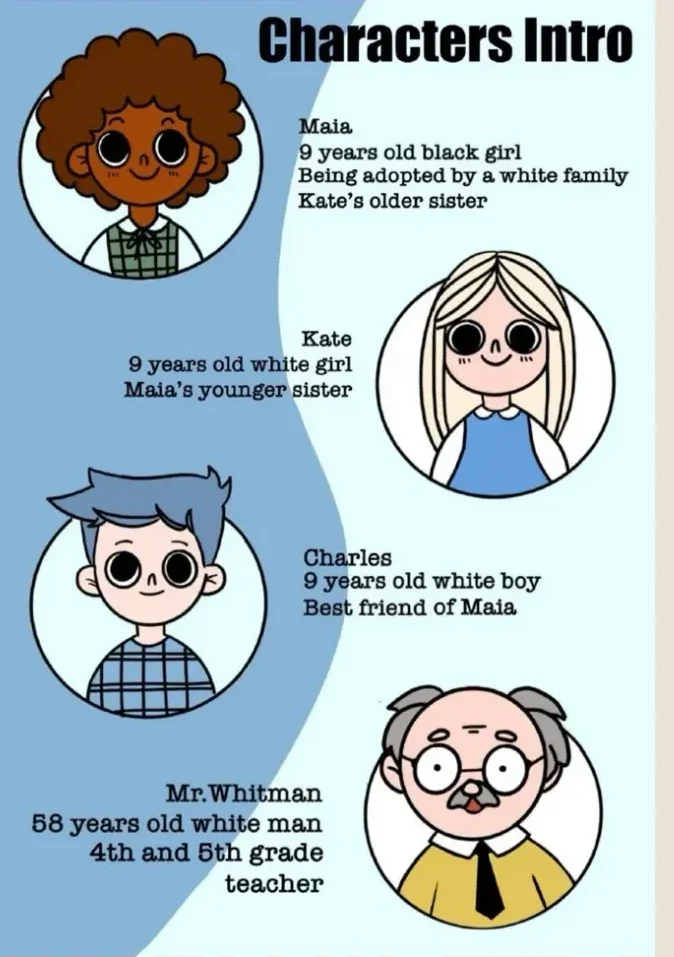 Characters Intro
Maia
9 years old black girl
Being adopted by a white family
Kate's older sister
Kate
9 years old white girl
Maia's younger sister
Charles
9 years old white boy
Best friend of Maia
Mr.Whitman
58 years old white man
4th and 5th grade
teacher